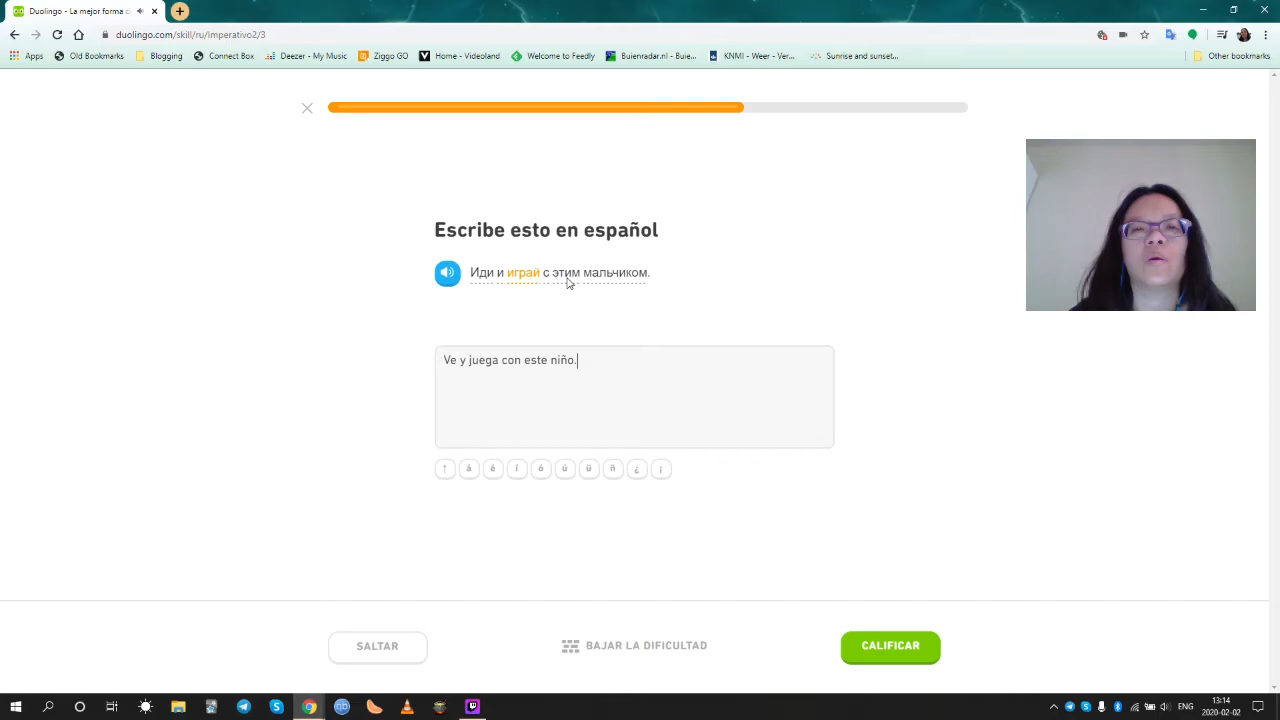 Duolingo - La mejor forma d
duolingo.com/skill/ru/Imperativo2/3
Apps
Old Bookmarks
Blogging
Connect Box
Deezer - My Music
Ziggo GO
Home - Videoland
Welcome to Feedly
Buienradar.nl - Buie...
KNMI - Weer - Ver...
Sunrise and sunset...
Other bookmarks
Escribe esto en español
Иди и играй с этим мальчиком.
Ve y juega con este niño.
↑ á é í ó ú ü ñ ¿ ¡
SALTAR
BAJAR LA DIFICULTAD
CALIFICAR
ENG
13:14
2020-02-02